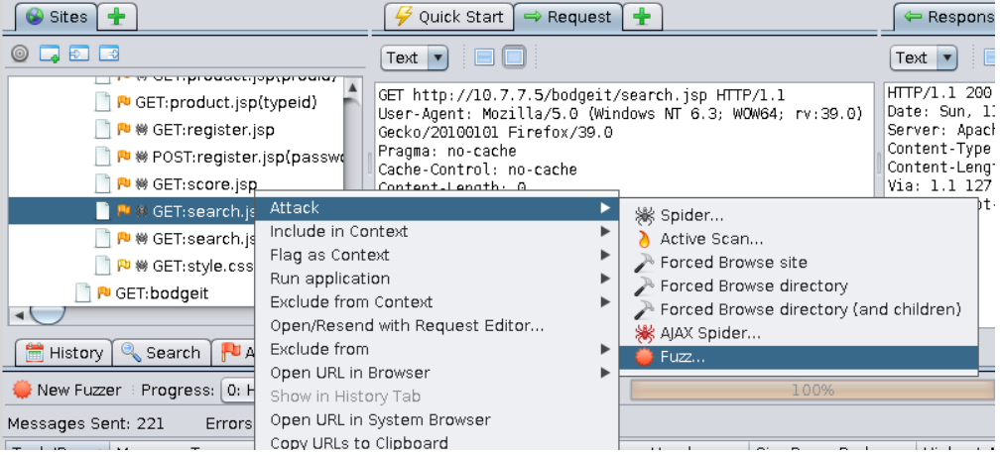 Sites
Quick Start
Request
Respons
Text
Text
GET:product.jsp(prodid)
GET:product.jsp(typeid)
GET:register.jsp
POST:register.jsp(passwo
GET:score.jsp
GET:search.js
GET:search.js
GET:style.css
GET:bodgeit
GET http://10.7.7.5/bodgeit/search.jsp HTTP/1.1
User-Agent: Mozilla/5.0 (Windows NT 6.3; WOW64; rv:39.0)
Gecko/20100101 Firefox/39.0
Pragma: no-cache
Cache-Control: no-cache
Content-Length: 0
HTTP/1.1 200
Date: Sun, 11
Server: Apach
Content-Type
Content-Lengt
Via: 1.1 127
Attack
Include in Context
Flag as Context
Run application
Exclude from Context
Open/Resend with Request Editor...
Exclude from
Open URL in Browser
Show in History Tab
Open URL in System Browser
Copy URLs to Clipboard
Spider...
Active Scan...
Forced Browse site
Forced Browse directory
Forced Browse directory (and children)
AJAX Spider...
Fuzz...
History
Search
A
New Fuzzer
Progress:
0: H
100%
Messages Sent: 221
Errors